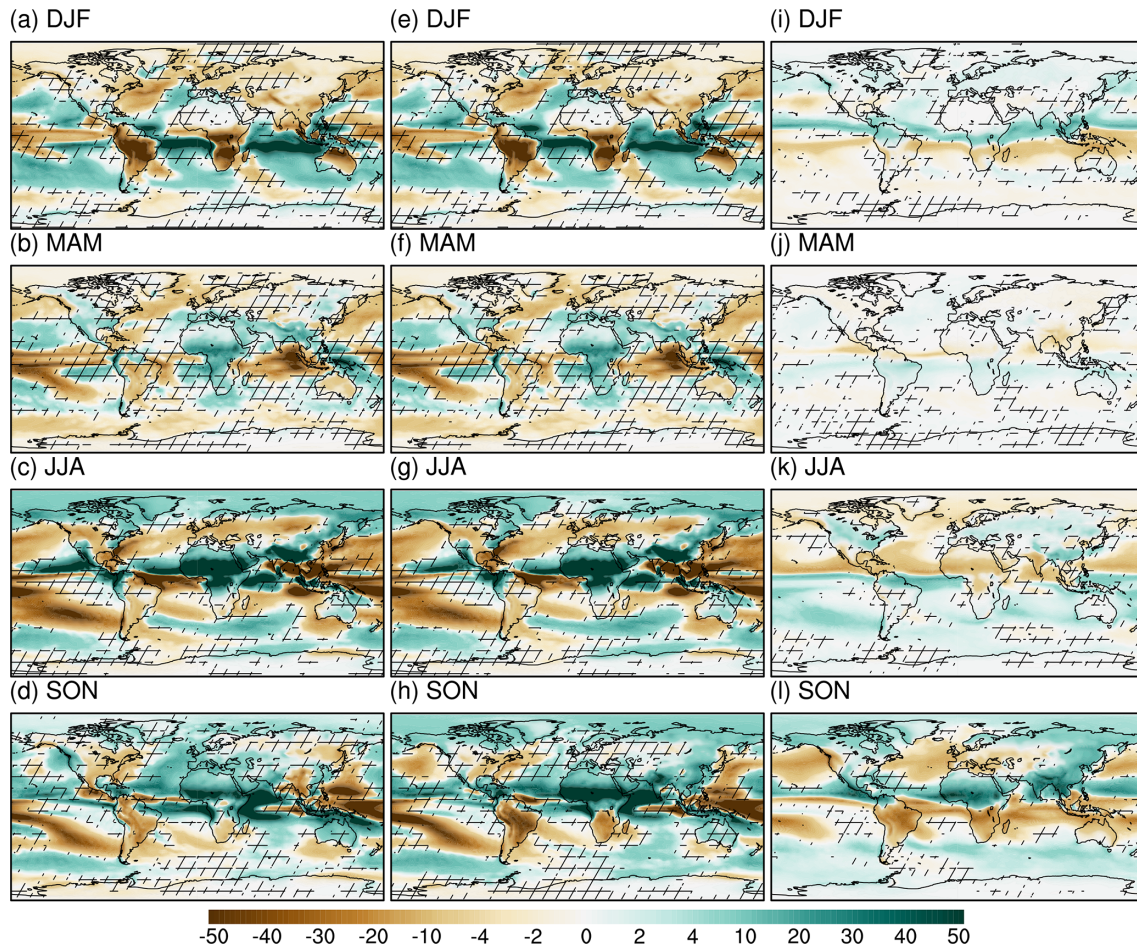 (a) DJF
(e) DJF
(i) DJF
(b) MAM
(f) MAM
(j) MAM
(c) JJA
(g) JJA
(k) JJA
(d) SON
(h) SON
(l) SON
-50 -40 -30 -20 -10 -4 -2 0 2 4 10 20 30 40 50